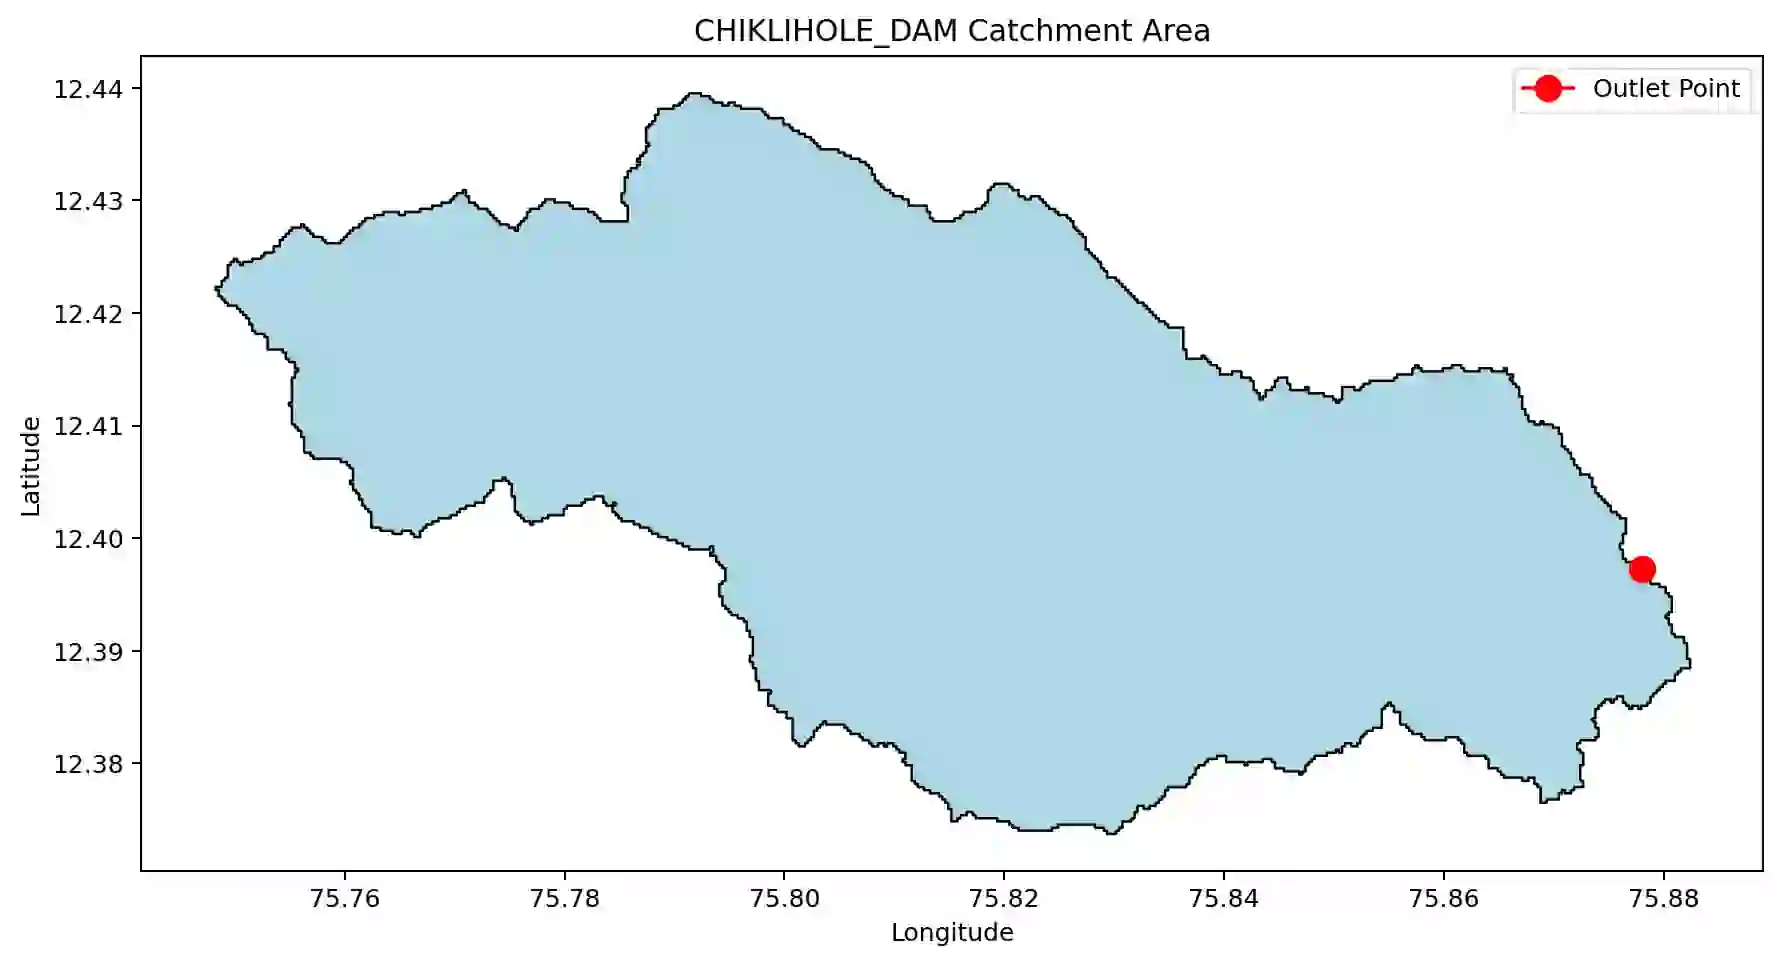 CHIKLIHOLE_DAM Catchment Area
Outlet Point
12.44
12.43
12.42
12.41
12.40
12.39
12.38
Latitude
75.76 75.78 75.80 75.82 75.84 75.86 75.88
Longitude